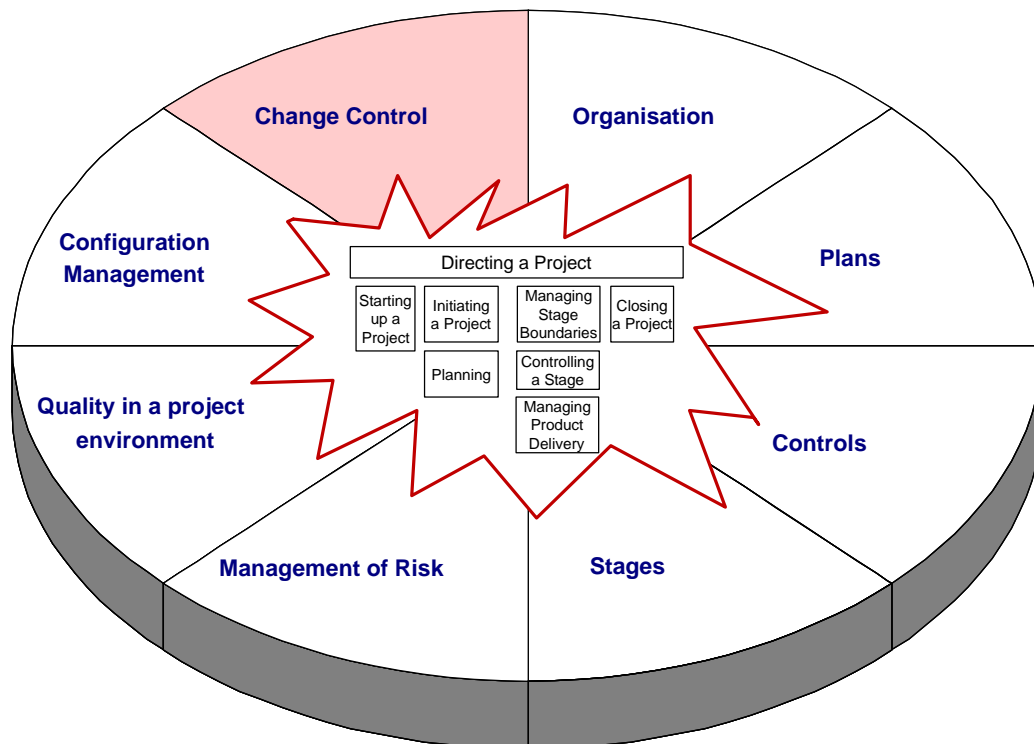 Change Control
Organisation
Configuration
Management
Plans
Directing a Project
Starting
up a
Project
Initiating
a Project
Managing
Stage
Boundaries
Closing
a Project
Planning
Controlling
a Stage
Managing
Product
Delivery
Quality in a project
environment
Controls
Management of Risk
Stages